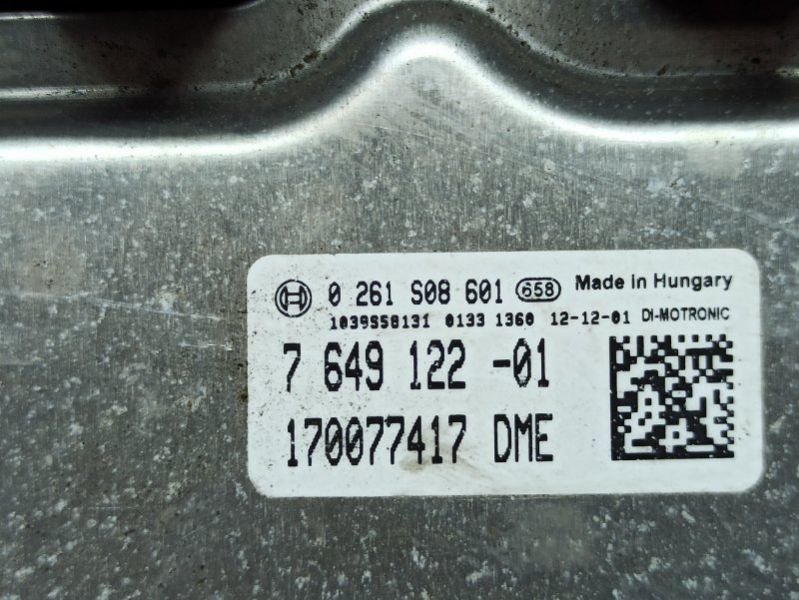 0 261 S08 601 658 Made in Hungary
1039S58131 0133 1360 12-12-01 DI-MOTRONIC
7 649 122 -01
170077417 DME